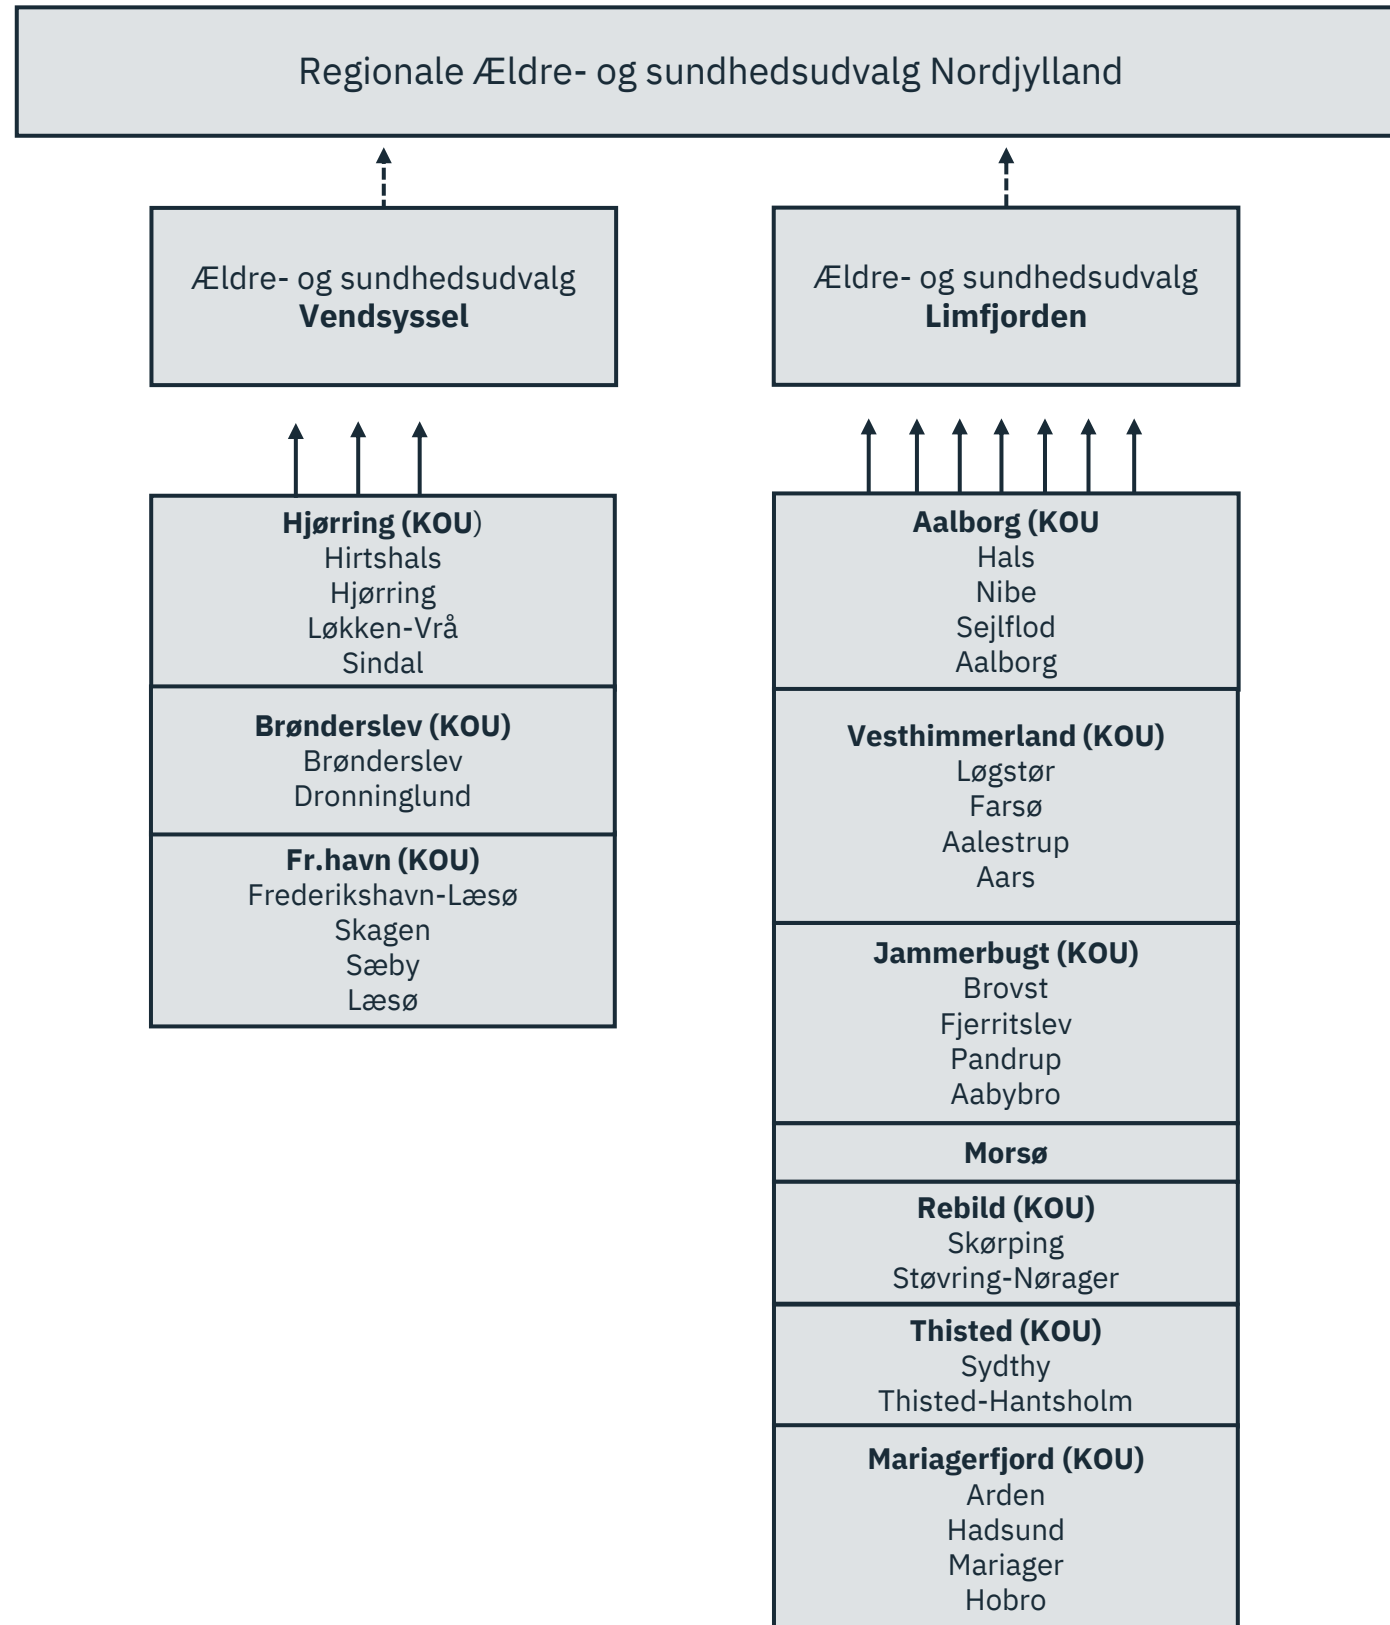 Regionale Ældre- og sundhedsudvalg Nordjylland
Ældre- og sundhedsudvalg
Vendsyssel
Hjørring (KOU)
Hirtshals
Hjørring
Løkken-Vrå
Sindal
Brønderslev (KOU)
Brønderslev
Dronninglund
Fr.havn (KOU)
Frederikshavn-Læsø
Skagen
Sæby
Læsø
Ældre- og sundhedsudvalg
Limfjorden
Aalborg (KOU
Hals
Nibe
Sejlflod
Aalborg
Vesthimmerland (KOU)
Løgstør
Farsø
Aalestrup
Aars
Jammerbugt (KOU)
Brovst
Fjerritslev
Pandrup
Aabybro
Morsø
Rebild (KOU)
Skørping
Støvring-Nørager
Thisted (KOU)
Sydthy
Thisted-Hantsholm
Mariagerfjord (KOU)
Arden
Hadsund
Mariager
Hobro